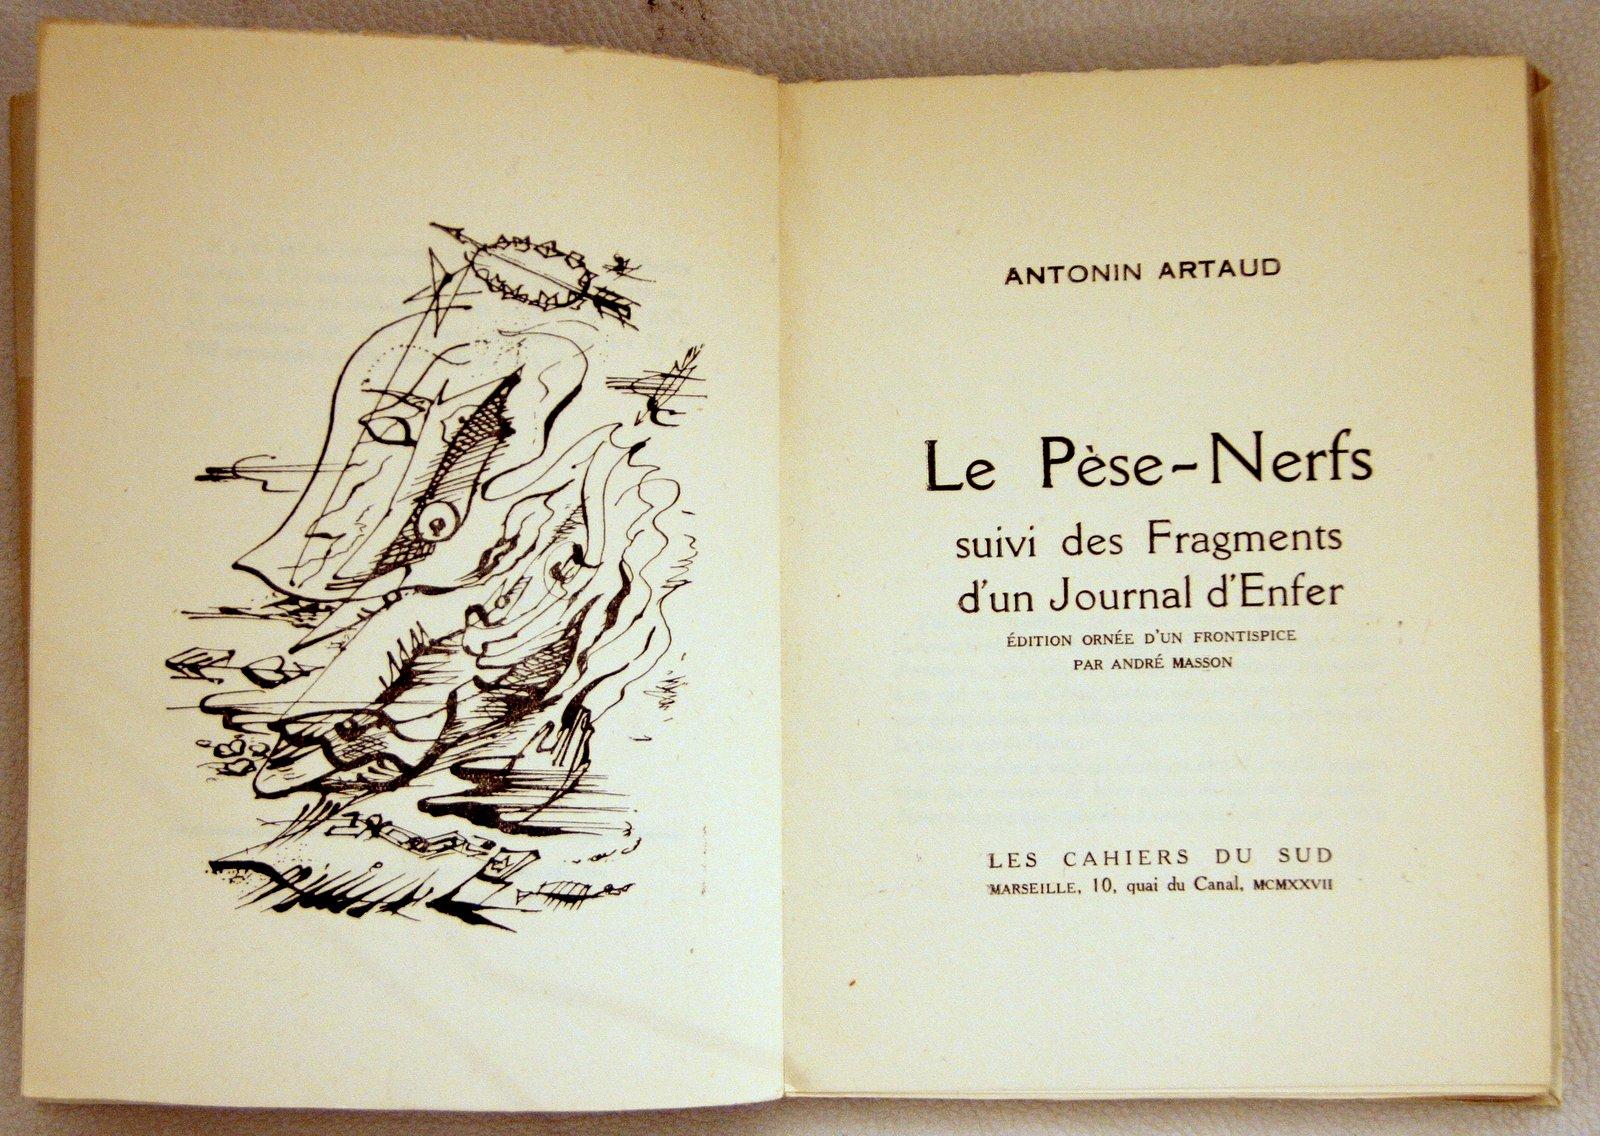 ANTONIN ARTAUD
Le Pèse-Nerfs
suivi des Fragments
d'un Journal d'Enfer
ÉDITION ORNÉE D'UN FRONTISPICE
PAR ANDRÉ MASSON
LES CAHIERS DU SUD
MARSEILLE, 10, quai du Canal, MCMXXVII